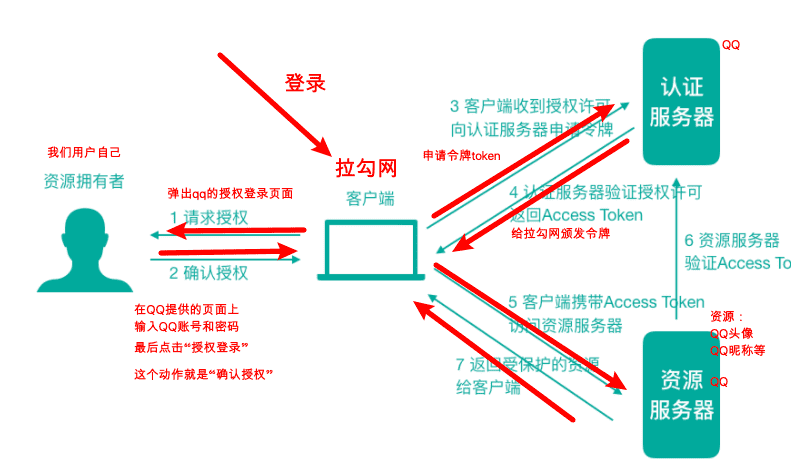 QQ
登录
认证
服务器
3 客户端收到授权许可
向认证服务器申请令牌
我们用户自己
申请令牌token
拉勾网
资源拥有者
弹出qq的授权登录页面
客户端
4 认证服务器验证授权许可
返回Access Token
1 请求授权
给拉勾网颁发令牌
6 资源服务器
验证Access To
2 确认授权
在QQ提供的页面上
输入QQ账号和密码
最后点击“授权登录”
这个动作就是“确认授权”
5 客户端携带Access Token
访问资源服务器
资源：
QQ头像
QQ昵称等
7 返回受保护的资源
给客户端
QQ
资源
服务器